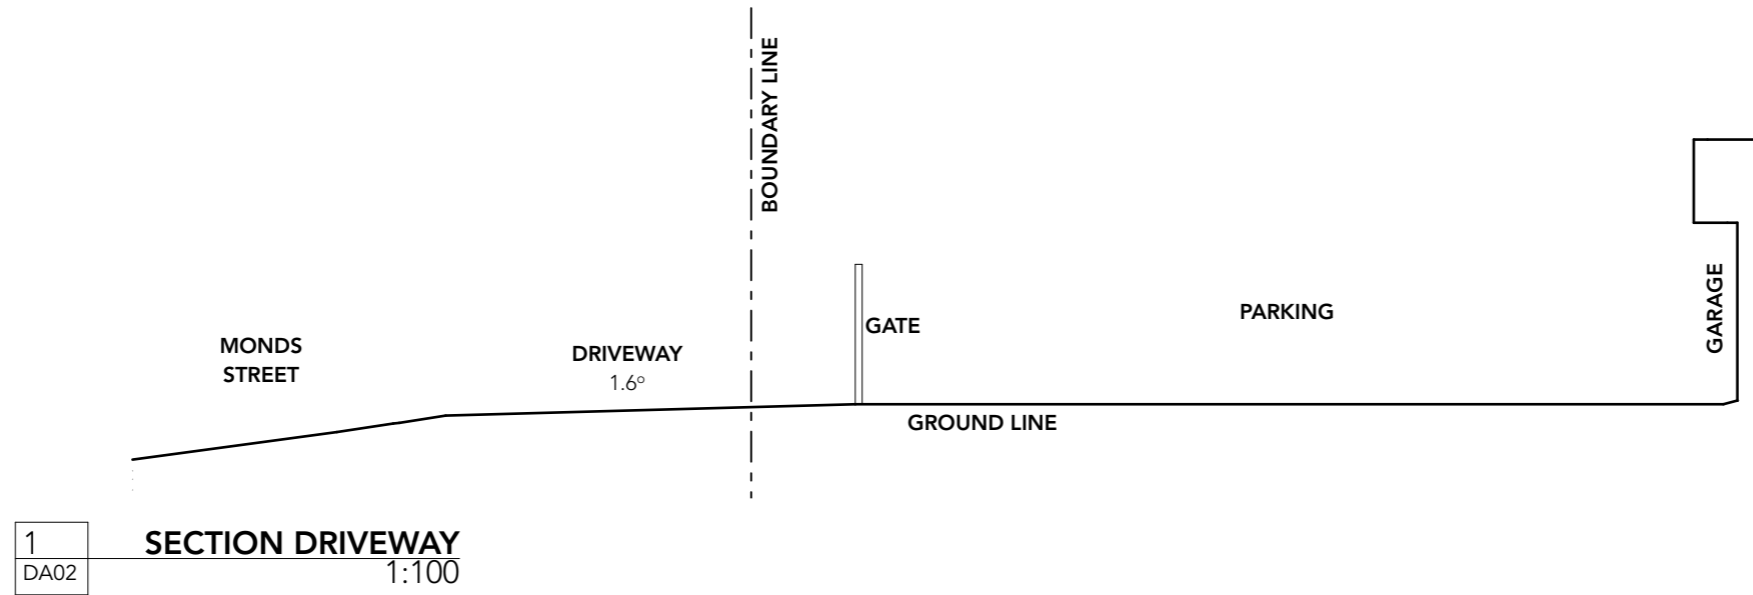 BOUNDARY LINE
MONDS
STREET
DRIVEWAY
1.6°
GATE
PARKING
GARAGE
GROUND LINE
1
DA02
SECTION DRIVEWAY
1:100